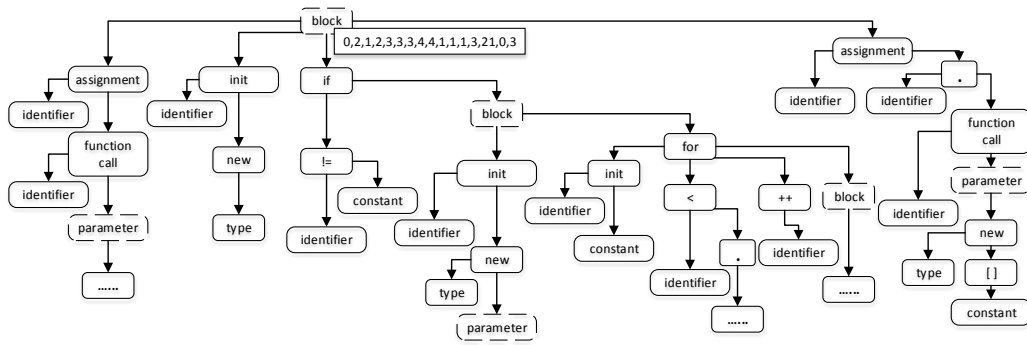 block
0,2,1,2,3,3,3,4,4,1,1,1,3,21,0,3
assignment
init
if
assignment
identifier
identifier
identifier
identifier
.
block
function
call
function
call
new
!=
constant
init
for
init
<
++
block
identifier
parameter
type
identifier
identifier
identifier
constant
identifier
.
identifier
identifier
parameter
new
new
type
type
[ ]
......
parameter
......
......
constant